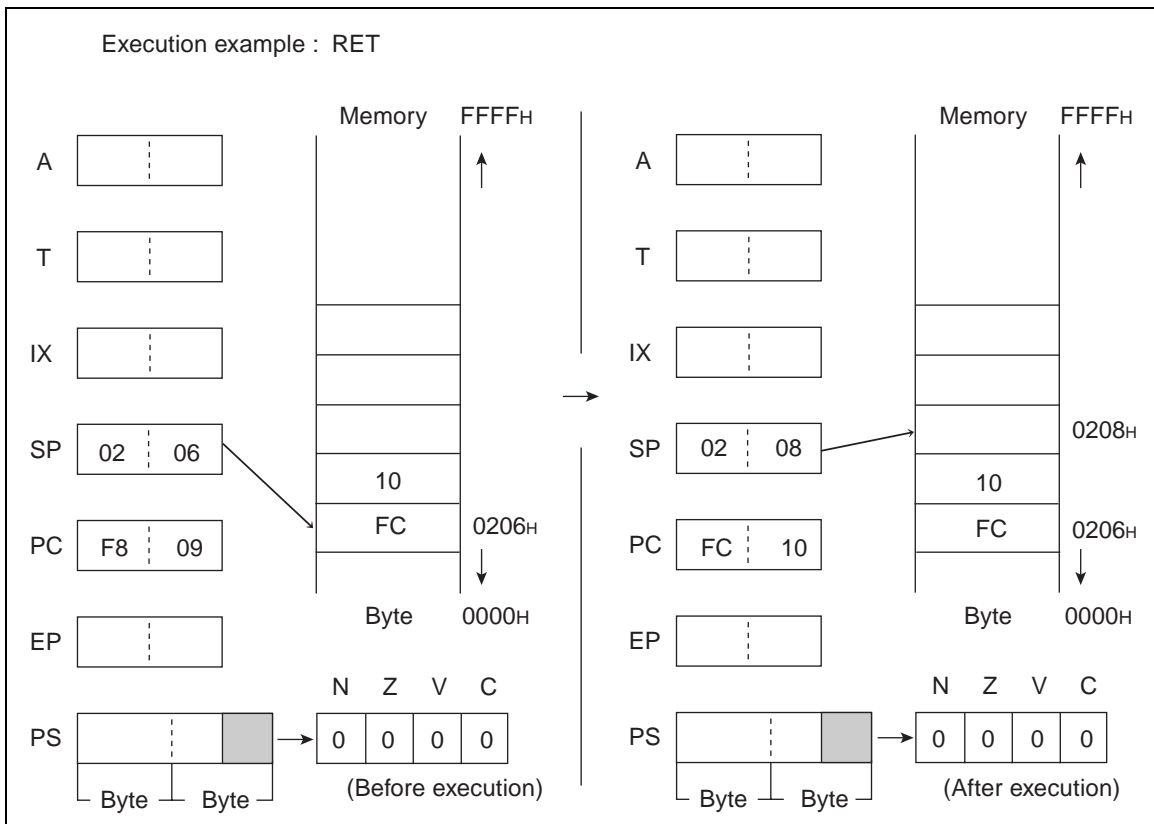 Execution example : RET
Memory FFFFH
A
T
IX
SP 02 06
10
PC F8 09
FC 0206H
Byte 0000H
EP
N Z V C
PS
0 0 0 0
Byte Byte
(Before execution)
Memory FFFFH
A
T
IX
SP 02 08
0208H
10
PC FC 10
FC 0206H
Byte 0000H
EP
N Z V C
PS
0 0 0 0
Byte Byte
(After execution)